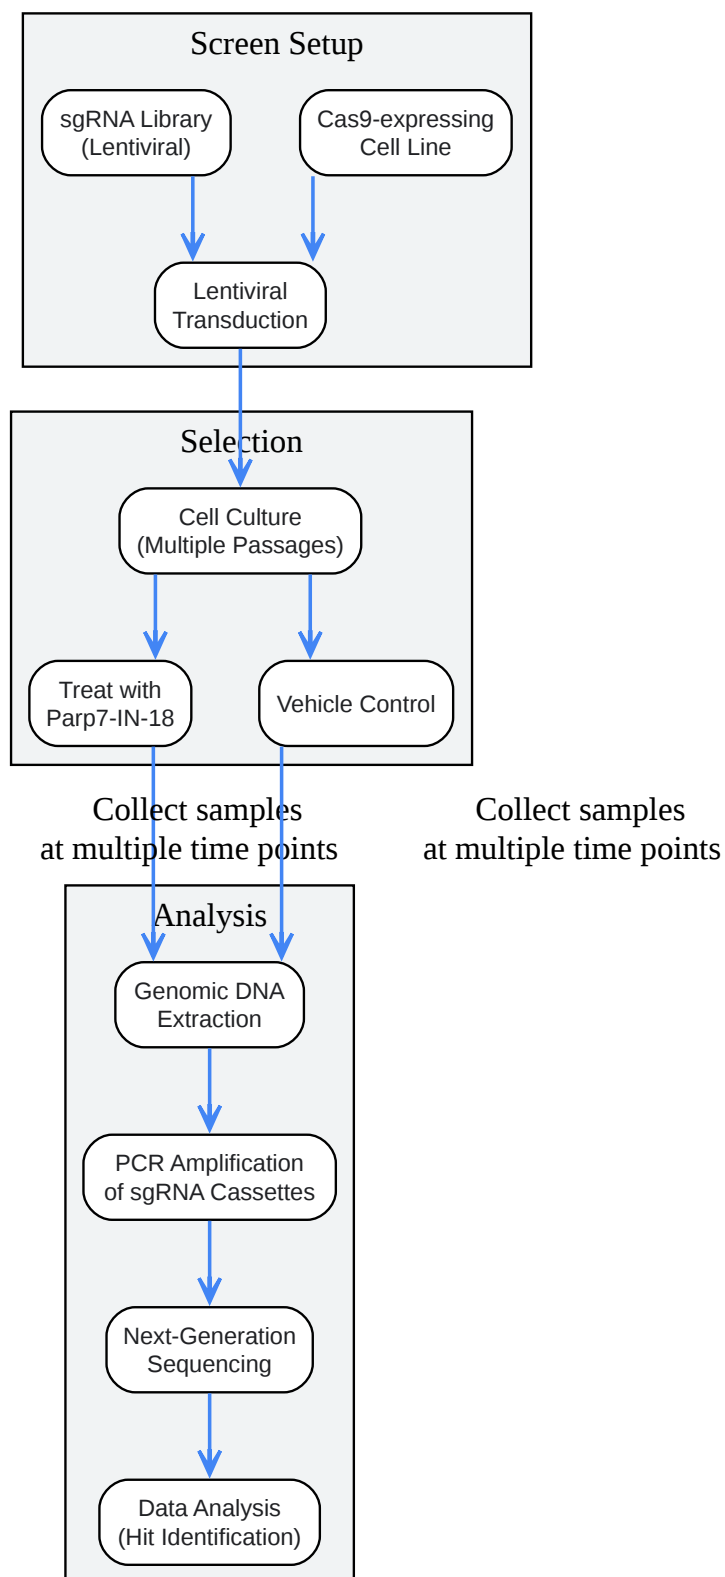 Screen Setup
sgRNA Library
(Lentiviral)
Cas9-expressing
Cell Line
Lentiviral
Transduction
Selection
Cell Culture
(Multiple Passages)
Treat with
Parp7-IN-18
Vehicle Control
Collect samples
at multiple time points
Collect samples
at multiple time points
Analysis
Genomic DNA
Extraction
PCR Amplification
of sgRNA Cassettes
Next-Generation
Sequencing
Data Analysis
(Hit Identification)